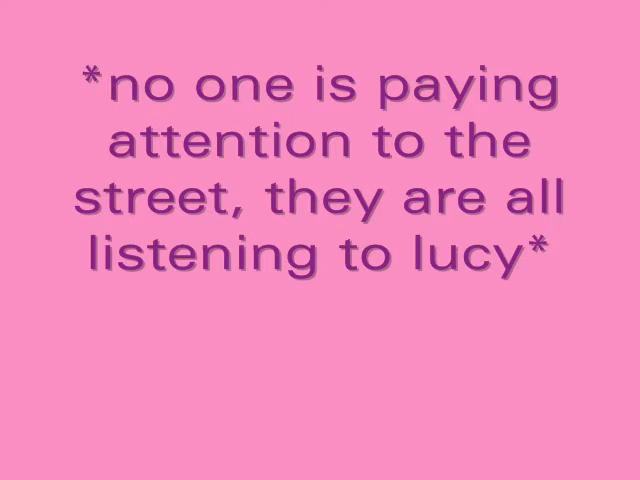 *no one is paying
attention to the
street, they are all
listening to lucy*